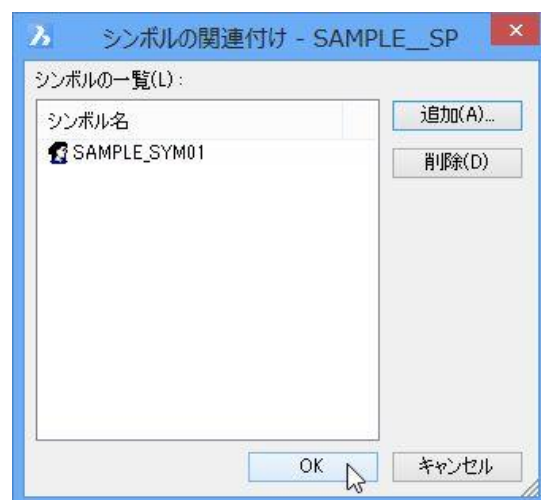 シンボルの関連付け - SAMPLE__SP
シンボルの一覧(L):
シンボル名
SAMPLE_SYM01
追加(A)...
削除(D)
OK
キャンセル